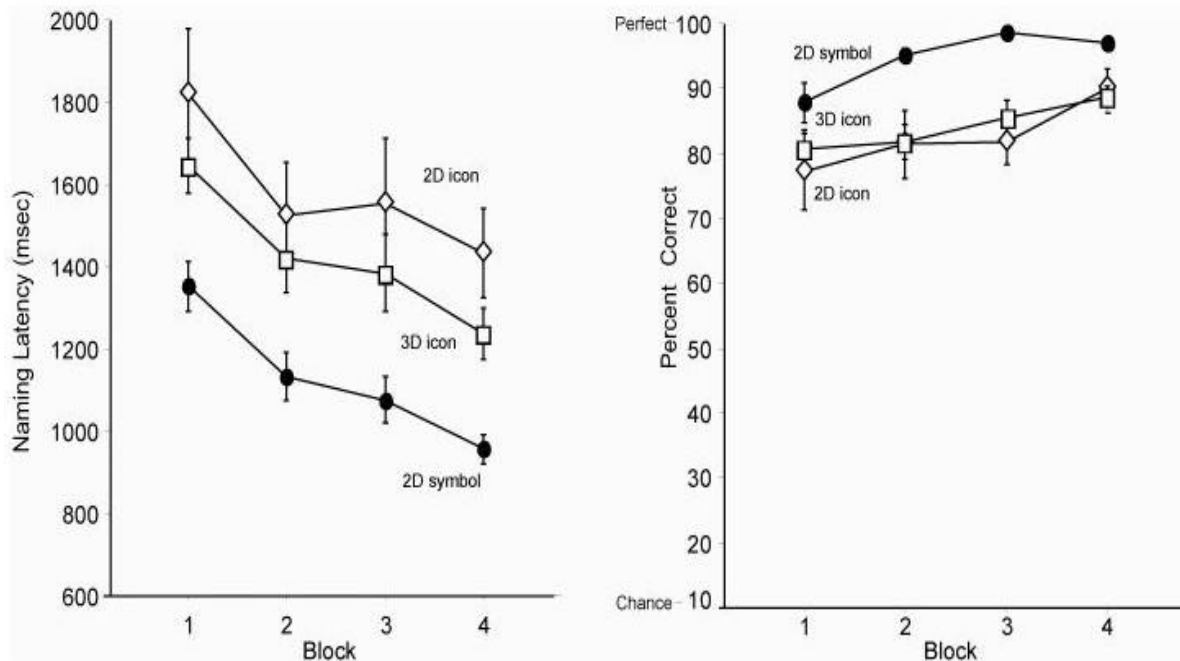 2000
1800
1600
1400
1200
1000
800
600
Naming Latency (msec)
2D icon
3D icon
2D symbol
1 2 3 4
Block
Perfect 100
90
80
70
60
50
40
30
20
Chance 10
Percent Correct
2D symbol
3D icon
2D icon
1 2 3 4
Block